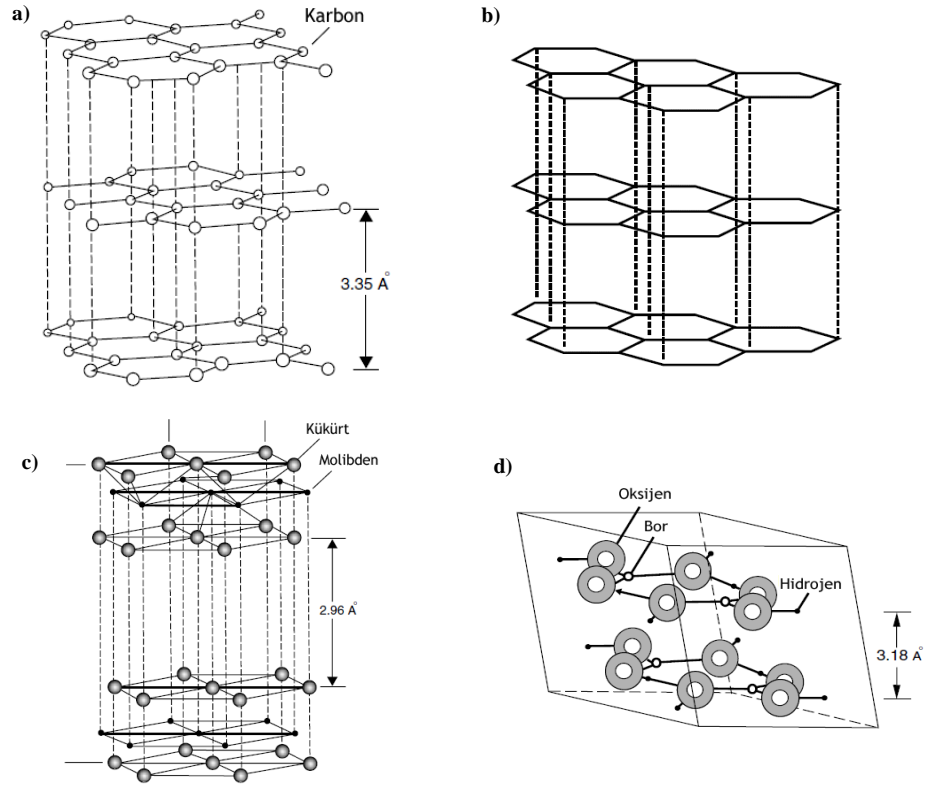 a)
Karbon
3.35 Å
b)
c)
Kükürt
Molibden
2.96 Å
d)
Oksijen
Bor
Hidrojen
3.18 Å